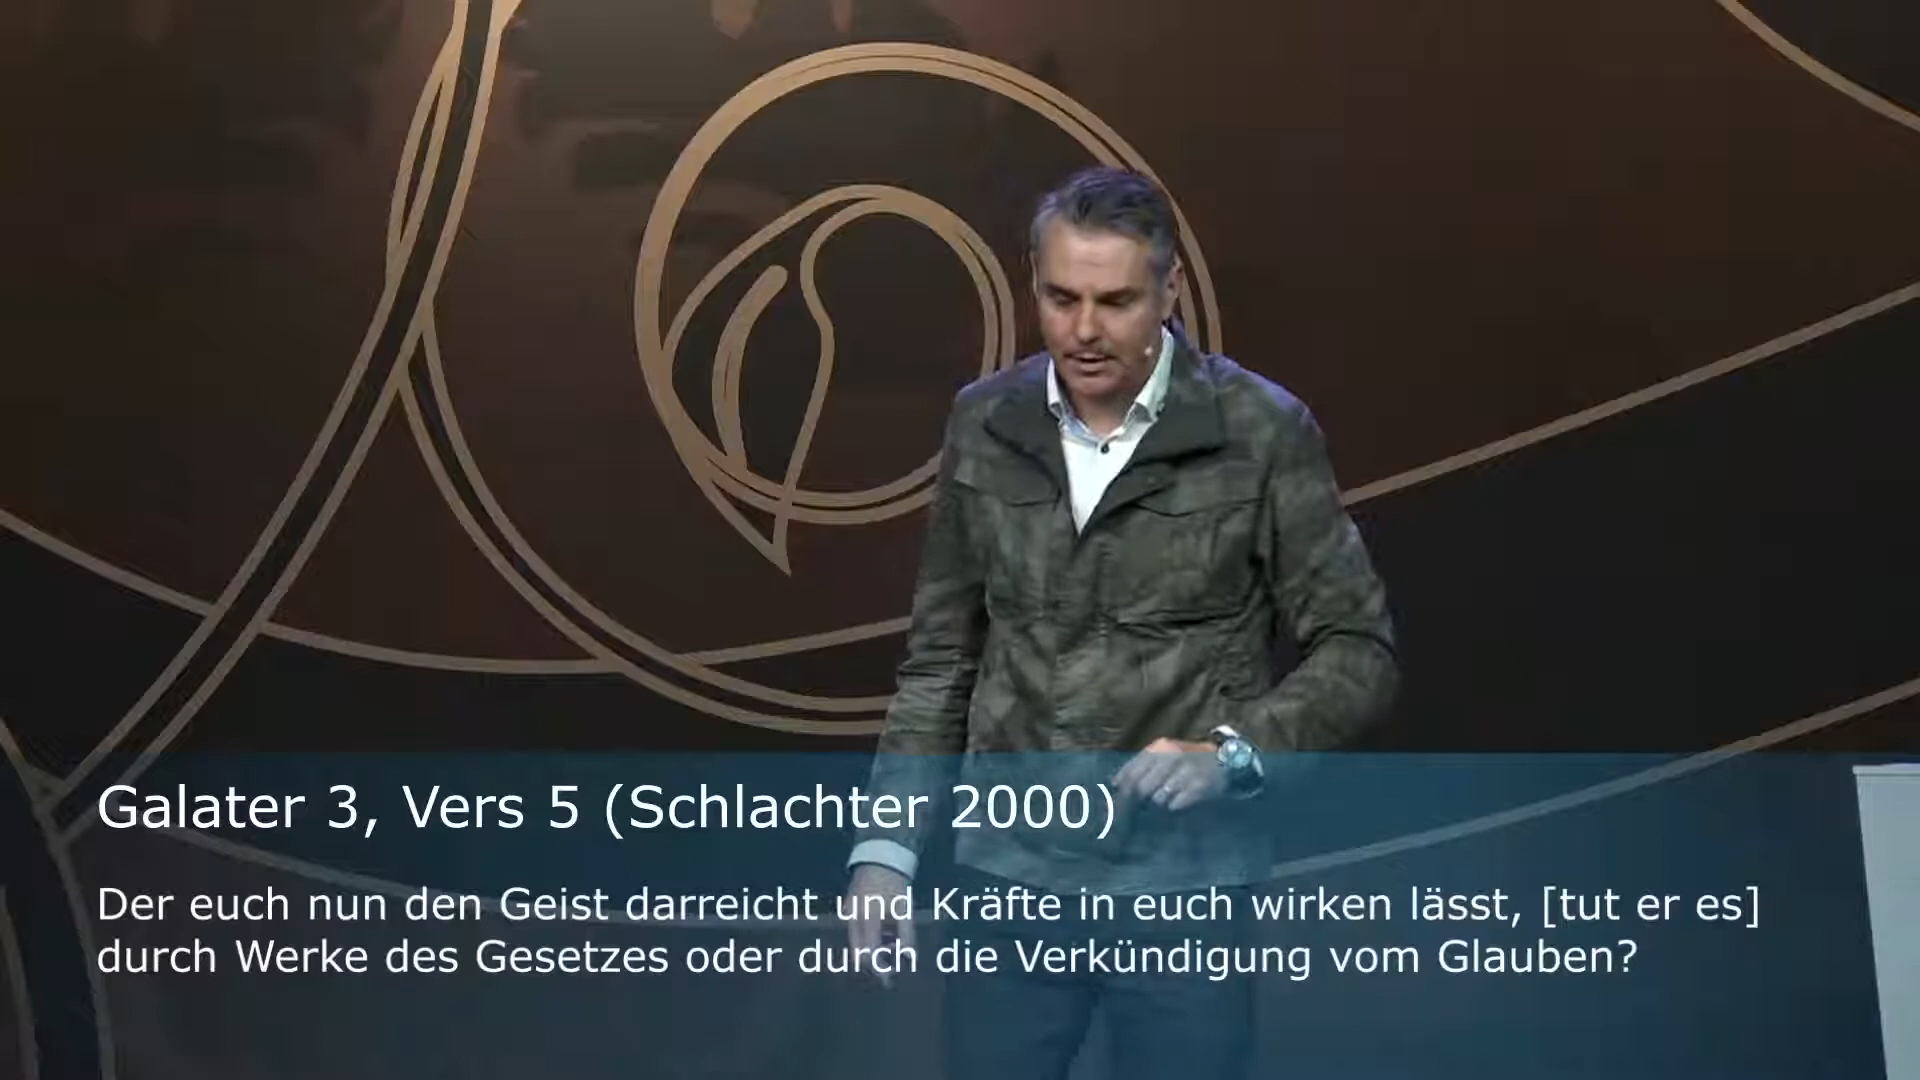 Galater 3, Vers 5 (Schlachter 2000)
Der euch nun den Geist darreicht und Kräfte in euch wirken lässt, [tut er es]
durch Werke des Gesetzes oder durch die Verkündigung vom Glauben?